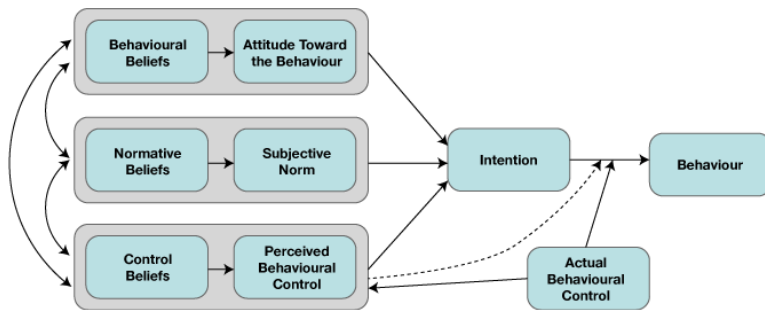 Behavioural
Beliefs
Attitude Toward
the Behaviour
Normative
Beliefs
Subjective
Norm
Intention
Behaviour
Control
Beliefs
Perceived
Behavioural
Control
Actual
Behavioural
Control